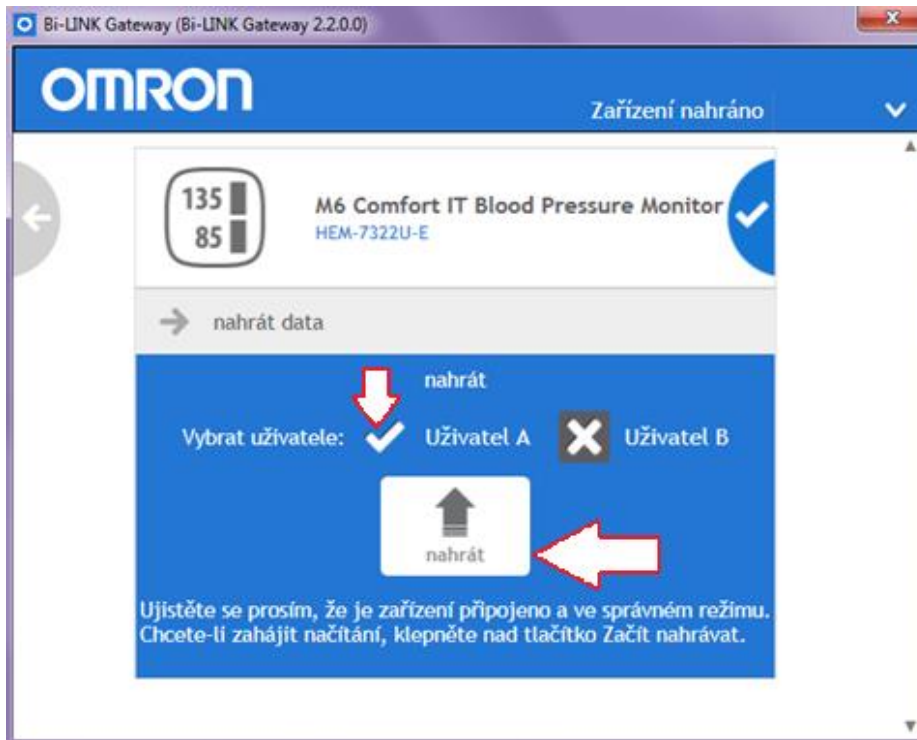 Bi-LINK Gateway (Bi-LINK Gateway 2.2.0.0)
OMRON
Zařízení nahráno
135
85
M6 Comfort IT Blood Pressure Monitor
HEM-7322U-E
nahrát data
nahrát
Vybrat uživatele: Uživatel A Uživatel B
nahrát
Ujistěte se prosím, že je zařízení připojeno a ve správném režimu.
Chcete-li zahájit načítání, klepněte nad tlačítko Začít nahrávat.